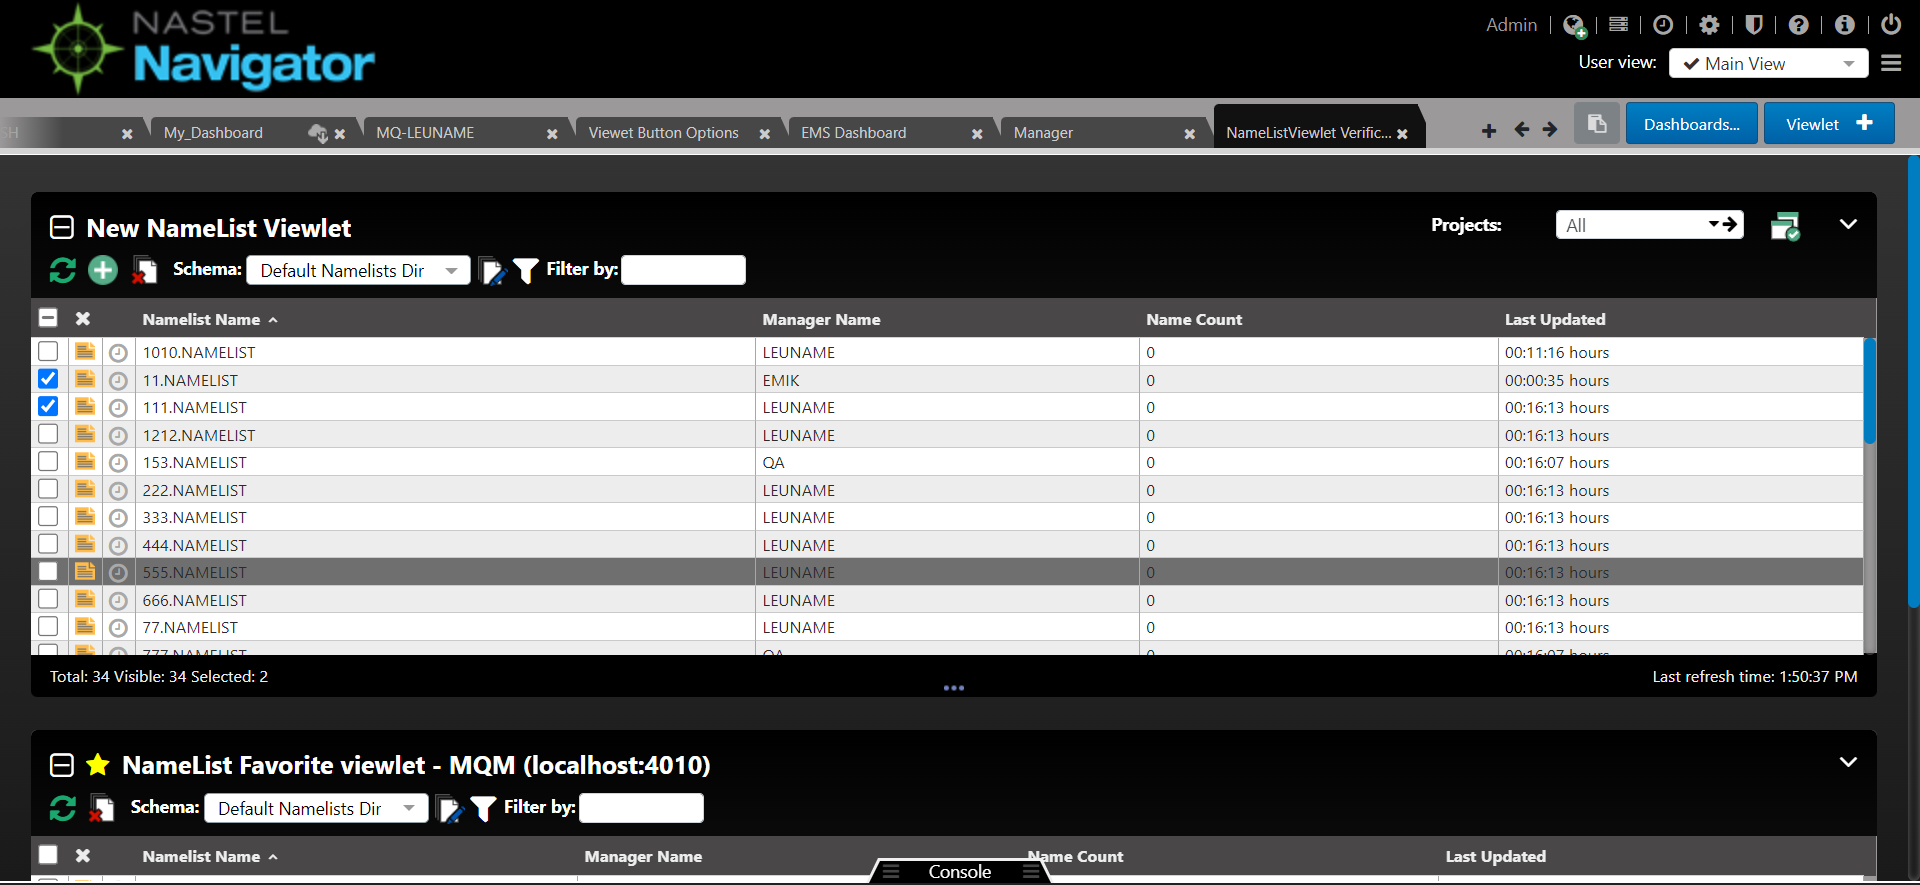 NASTEL
Navigator
Admin
User view: Main View
SH
My_Dashboard
MQ-LEUNAME
Viewet Button Options
EMS Dashboard
Manager
NameListViewlet Verific...
Dashboards...
Viewlet
New NameList Viewlet
Projects: All
Schema: Default Namelists Dir Filter by:
Namelist Name Manager Name Name Count Last Updated
1010.NAMELIST LEUNAME 0 00:11:16 hours
11.NAMELIST EMIK 0 00:00:35 hours
111.NAMELIST LEUNAME 0 00:16:13 hours
1212.NAMELIST LEUNAME 0 00:16:13 hours
153.NAMELIST QA 0 00:16:07 hours
222.NAMELIST LEUNAME 0 00:16:13 hours
333.NAMELIST LEUNAME 0 00:16:13 hours
444.NAMELIST LEUNAME 0 00:16:13 hours
555.NAMELIST LEUNAME 0 00:16:13 hours
666.NAMELIST LEUNAME 0 00:16:13 hours
77.NAMELIST LEUNAME 0 00:16:13 hours
777.NAMELIST QA 0 00:16:07 hours
Total: 34 Visible: 34 Selected: 2
Last refresh time: 1:50:37 PM
NameList Favorite viewlet - MQM (localhost:4010)
Schema: Default Namelists Dir Filter by:
Namelist Name Manager Name Name Count Last Updated
Console